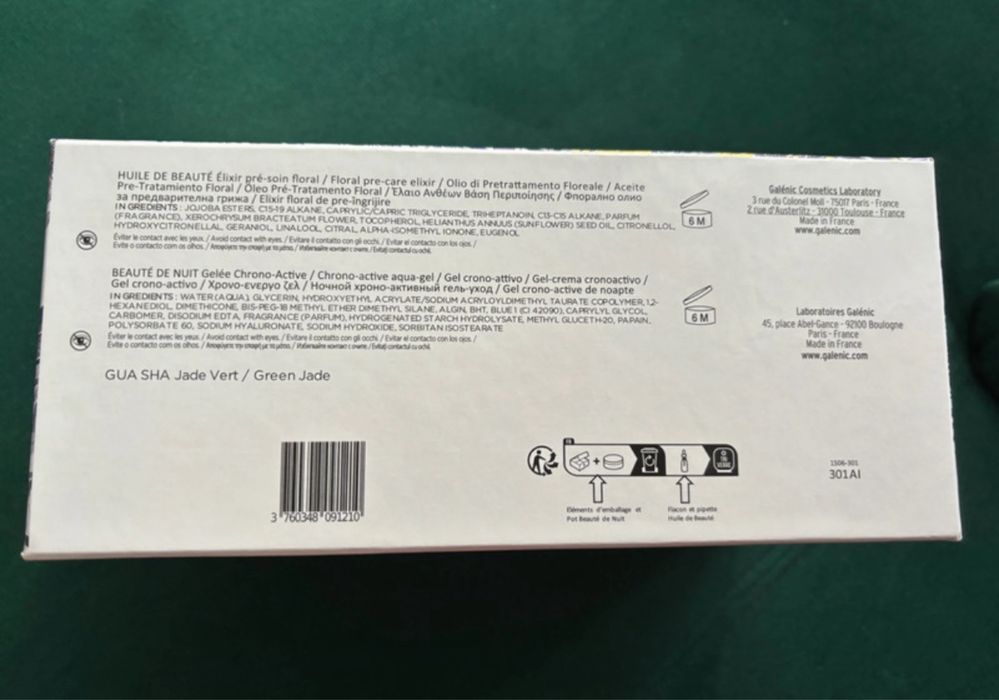 HUILE DE BEAUTÉ Élixir pré-soin floral / Floral pre-care elixir / Olio di Pretrattamento Floreale / Aceite
Pre-Tratamiento Floral / Óleo Pré-Tratamento Floral / Έλαιο Ανθέων Βάση Περιποίησης / Флорално олио
за предварителна грижа / Elixir floral de pre-îngrijire
INGREDIENTS : JOJOBA ESTERS, C15-19 ALKANE, CAPRYLIC/CAPRIC TRIGLYCERIDE, TRIHEPTANOIN, C13-C15 ALKANE, PARFUM
(FRAGRANCE), XEROCHRYSUM BRACTEATUM FLOWER, TOCOPHEROL, HELIANTHUS ANNUUS (SUNFLOWER) SEED OIL, CITRONELLOL,
HYDROXYCITRONELLAL, GERANIOL, LINALOOL, CITRAL, ALPHA-ISOMETHYL IONONE, EUGENOL
Éviter le contact avec les yeux. / Avoid contact with eyes. / Evitare il contatto con gli occhi. / Evitar el contacto con los ojos. /
Evite o contacto com os olhos. /
6 M
Galénic Cosmetics Laboratory
3 rue du Colonel Moll - 75017 Paris - France
2 rue d'Austerlitz - 31000 Toulouse - France
Made in France
www.galenic.com
BEAUTÉ DE NUIT Gelée Chrono-Active / Chrono-active aqua-gel / Gel crono-attivo / Gel-crema cronoactivo /
Gel crono-activo / Χρονο-ενεργο ζελ / Ночной хроно-активный гель-уход / Gel crono-active de noapte
INGREDIENTS : WATER (AQUA), GLYCERIN, HYDROXYETHYL ACRYLATE/SODIUM ACRYLOYLDIMETHYL TAURATE COPOLYMER, 1,2-
HEXANEDIOL, DIMETHICONE, BIS-PEG-18 METHYL ETHER DIMETHYL SILANE, ALGIN, BHT, BLUE 1 (CI 42090), CAPRYLYL GLYCOL,
CARBOMER, DISODIUM EDTA, FRAGRANCE (PARFUM), HYDROGENATED STARCH HYDROLYSATE, METHYL GLUCETH-20, PAPAIN,
POLYSORBATE 60, SODIUM HYALURONATE, SODIUM HYDROXIDE, SORBITAN ISOSTEARATE
Éviter le contact avec les yeux. / Avoid contact with eyes. / Evitare il contatto con gli occhi. / Evitar el contacto con los ojos. /
Evite o contacto com os olhos. /
6 M
Laboratoires Galénic
45, place Abel-Gance - 92100 Boulogne
Paris - France
Made in France
www.galenic.com
GUA SHA Jade Vert / Green Jade
3 760348 091210
FR
+
TRI
VERRE
Éléments d'emballage et
Pot Beauté de Nuit
Flacon et pipette
Huile de Beauté
1506-301
301AI